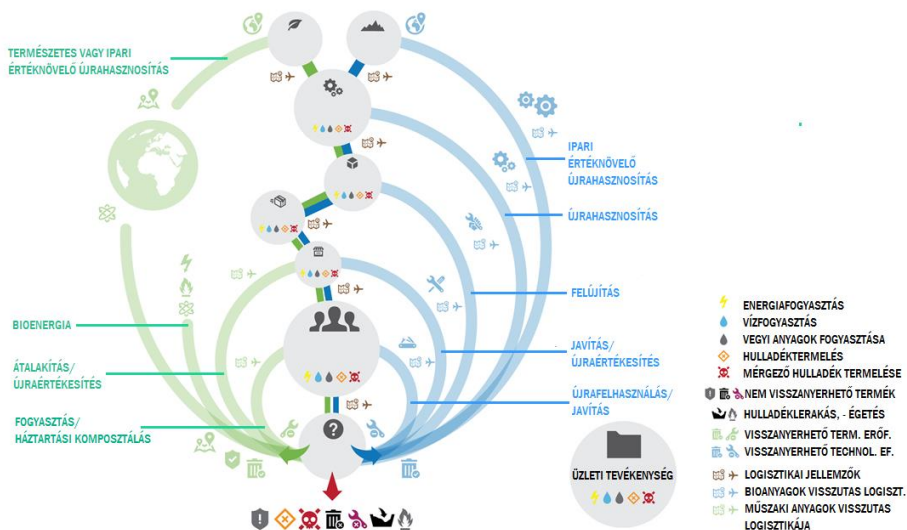 TERMÉSZETES VAGY IPARI
ÉRTÉKNÖVELŐ ÚJRAHASZNOSÍTÁS
BIOENERGIA
ÁTALAKÍTÁS/
ÚJRAÉRTÉKESÍTÉS
FOGYASZTÁS/
HÁZTARTÁSI KOMPOSZTÁLÁS
?
IPARI
ÉRTÉKNÖVELŐ
ÚJRAHASZNOSÍTÁS
ÚJRAHASZNOSÍTÁS
FELÚJÍTÁS
JAVÍTÁS/
ÚJRAÉRTÉKESÍTÉS
ÚJRAFELHASZNÁLÁS/
JAVÍTÁS
ÜZLETI TEVÉKENYSÉG
ENERGIAFOGYASZTÁS
VÍZFOGYASZTÁS
VEGYI ANYAGOK FOGYASZTÁSA
HULLADÉKTERMELÉS
MÉRGEZŐ HULLADÉK TERMELÉSE
NEM VISSZANYERHETŐ TERMÉK
HULLADÉKLERAKÁS, - ÉGETÉS
VISSZANYERHETŐ TERM. ERŐF.
VISSZANYERHETŐ TECHNOL. EF.
LOGISZTIKAI JELLEMZŐK
BIOANYAGOK VISSZUTAS LOGISZT.
MŰSZAKI ANYAGOK VISSZUTAS
LOGISZTIKÁJA